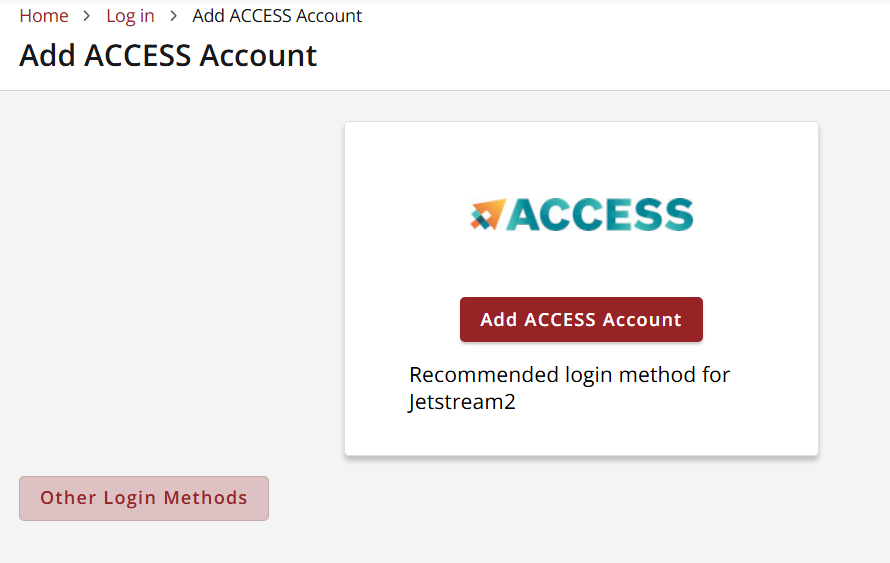 Home > Log in > Add ACCESS Account
Add ACCESS Account
ACCESS
Add ACCESS Account
Recommended login method for
Jetstream2
Other Login Methods